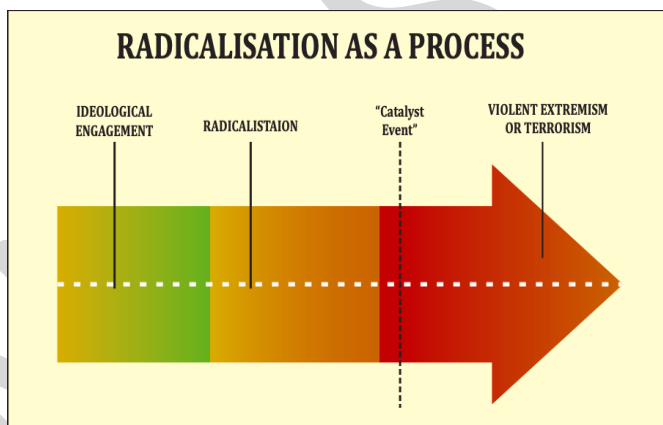 RADICALISATION AS A PROCESS
IDEOLOGICAL
ENGAGEMENT
RADICALISTAION
“Catalyst
Event”
VIOLENT EXTREMISM
OR TERRORISM